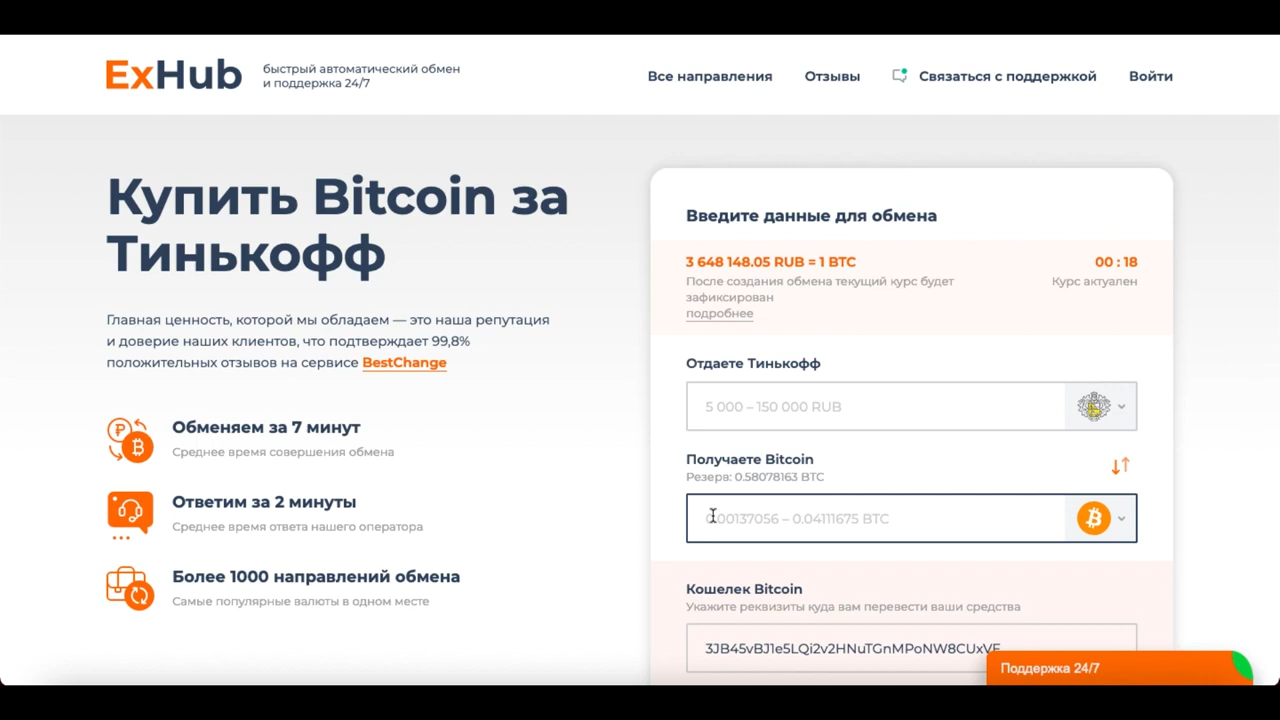 ExHub
быстрый автоматический обмен
и поддержка 24/7
Все направления
Отзывы
Связаться с поддержкой
Войти
Купить Bitcoin за
Тинькофф
Главная ценность, которой мы обладаем — это наша репутация
и доверие наших клиентов, что подтверждает 99,8%
положительных отзывов на сервисе BestChange
Обменяем за 7 минут
Среднее время совершения обмена
Ответим за 2 минуты
Среднее время ответа нашего оператора
Более 1000 направлений обмена
Самые популярные валюты в одном месте
Введите данные для обмена
3 648 148.05 RUB = 1 BTC
00 : 18
После создания обмена текущий курс будет
зафиксирован
Курс актуален
подробнее
Отдаете Тинькофф
5 000 – 150 000 RUB
Получаете Bitcoin
Резерв: 0.58078163 BTC
0.00137056 – 0.04111675 BTC
Кошелек Bitcoin
Укажите реквизиты куда вам перевести ваши средства
Поддержка 24/7